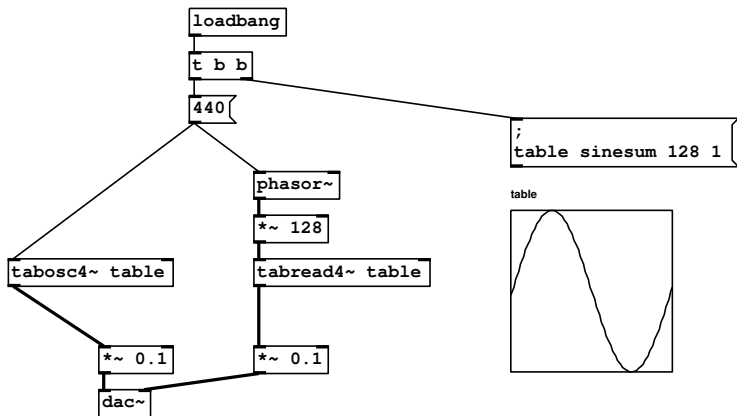 loadbang
t b b
440
;
table sinesum 128 1
phasor~
table
*~ 128
tabosc4~ table
tabread4~ table
*~ 0.1
*~ 0.1
dac~